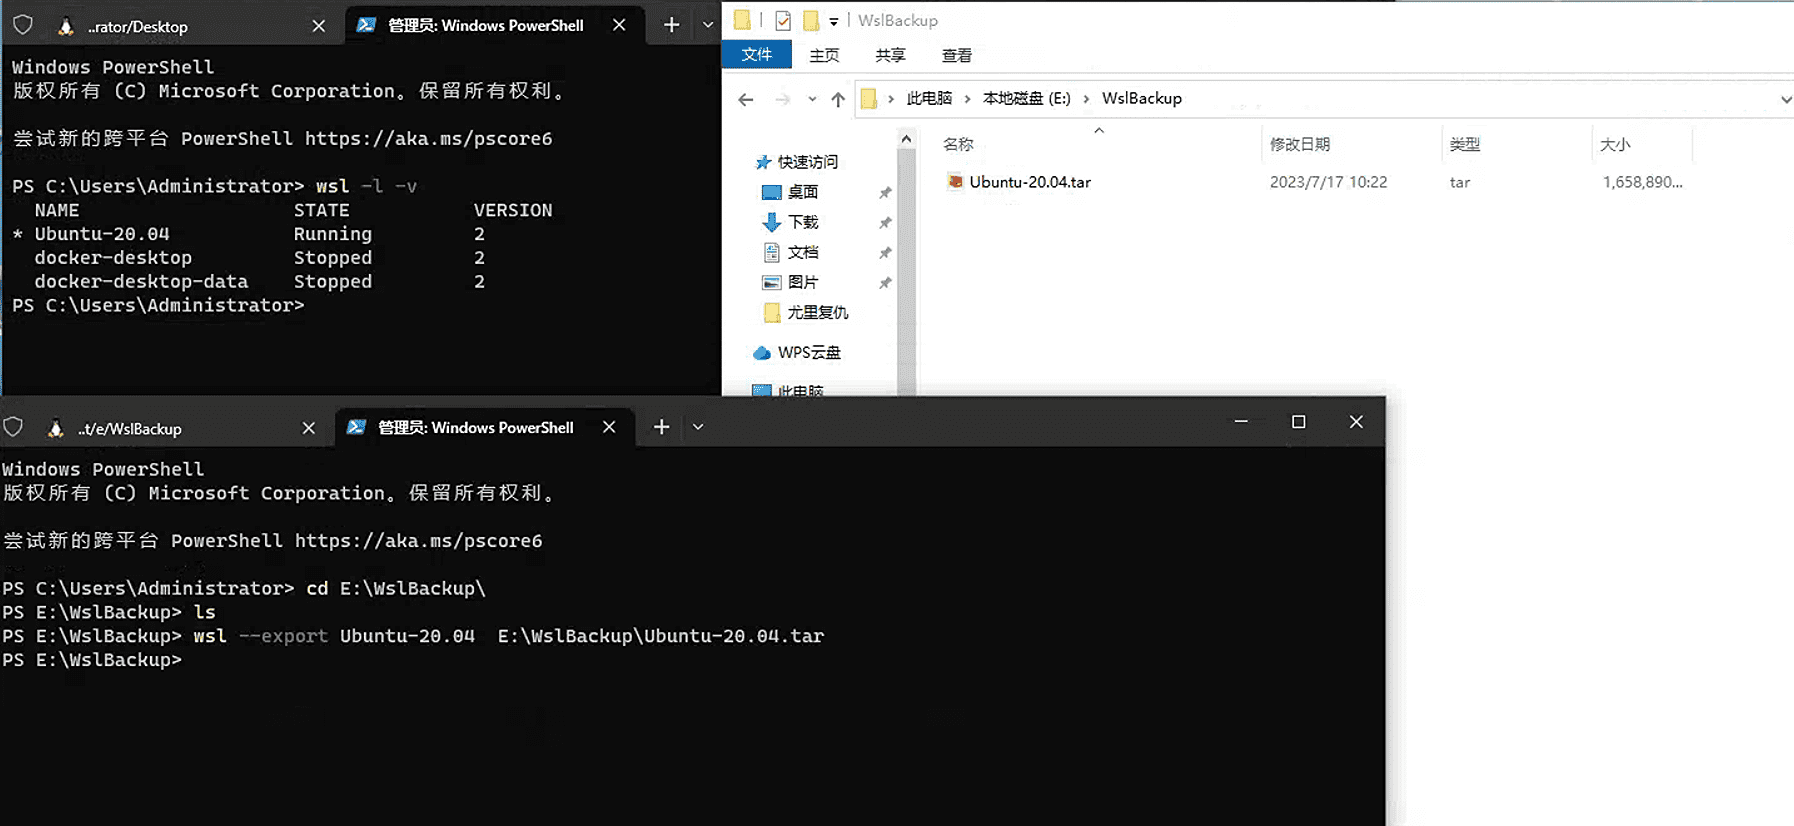 ..rator/Desktop
管理员: Windows PowerShell
Windows PowerShell
版权所有 (C) Microsoft Corporation。保留所有权利。
尝试新的跨平台 PowerShell https://aka.ms/pscore6
PS C:\Users\Administrator> wsl -l -v
NAME STATE VERSION
* Ubuntu-20.04 Running 2
docker-desktop Stopped 2
docker-desktop-data Stopped 2
PS C:\Users\Administrator>
WslBackup
文件 主页 共享 查看
此电脑 › 本地磁盘 (E:) › WslBackup
名称 修改日期 类型 大小
Ubuntu-20.04.tar 2023/7/17 10:22 tar 1,658,890...
快速访问
桌面
下载
文档
图片
尤里复仇
WPS云盘
此电脑
..t/e/WslBackup
管理员: Windows PowerShell
Windows PowerShell
版权所有 (C) Microsoft Corporation。保留所有权利。
尝试新的跨平台 PowerShell https://aka.ms/pscore6
PS C:\Users\Administrator> cd E:\WslBackup\
PS E:\WslBackup> ls
PS E:\WslBackup> wsl --export Ubuntu-20.04  E:\WslBackup\Ubuntu-20.04.tar
PS E:\WslBackup>